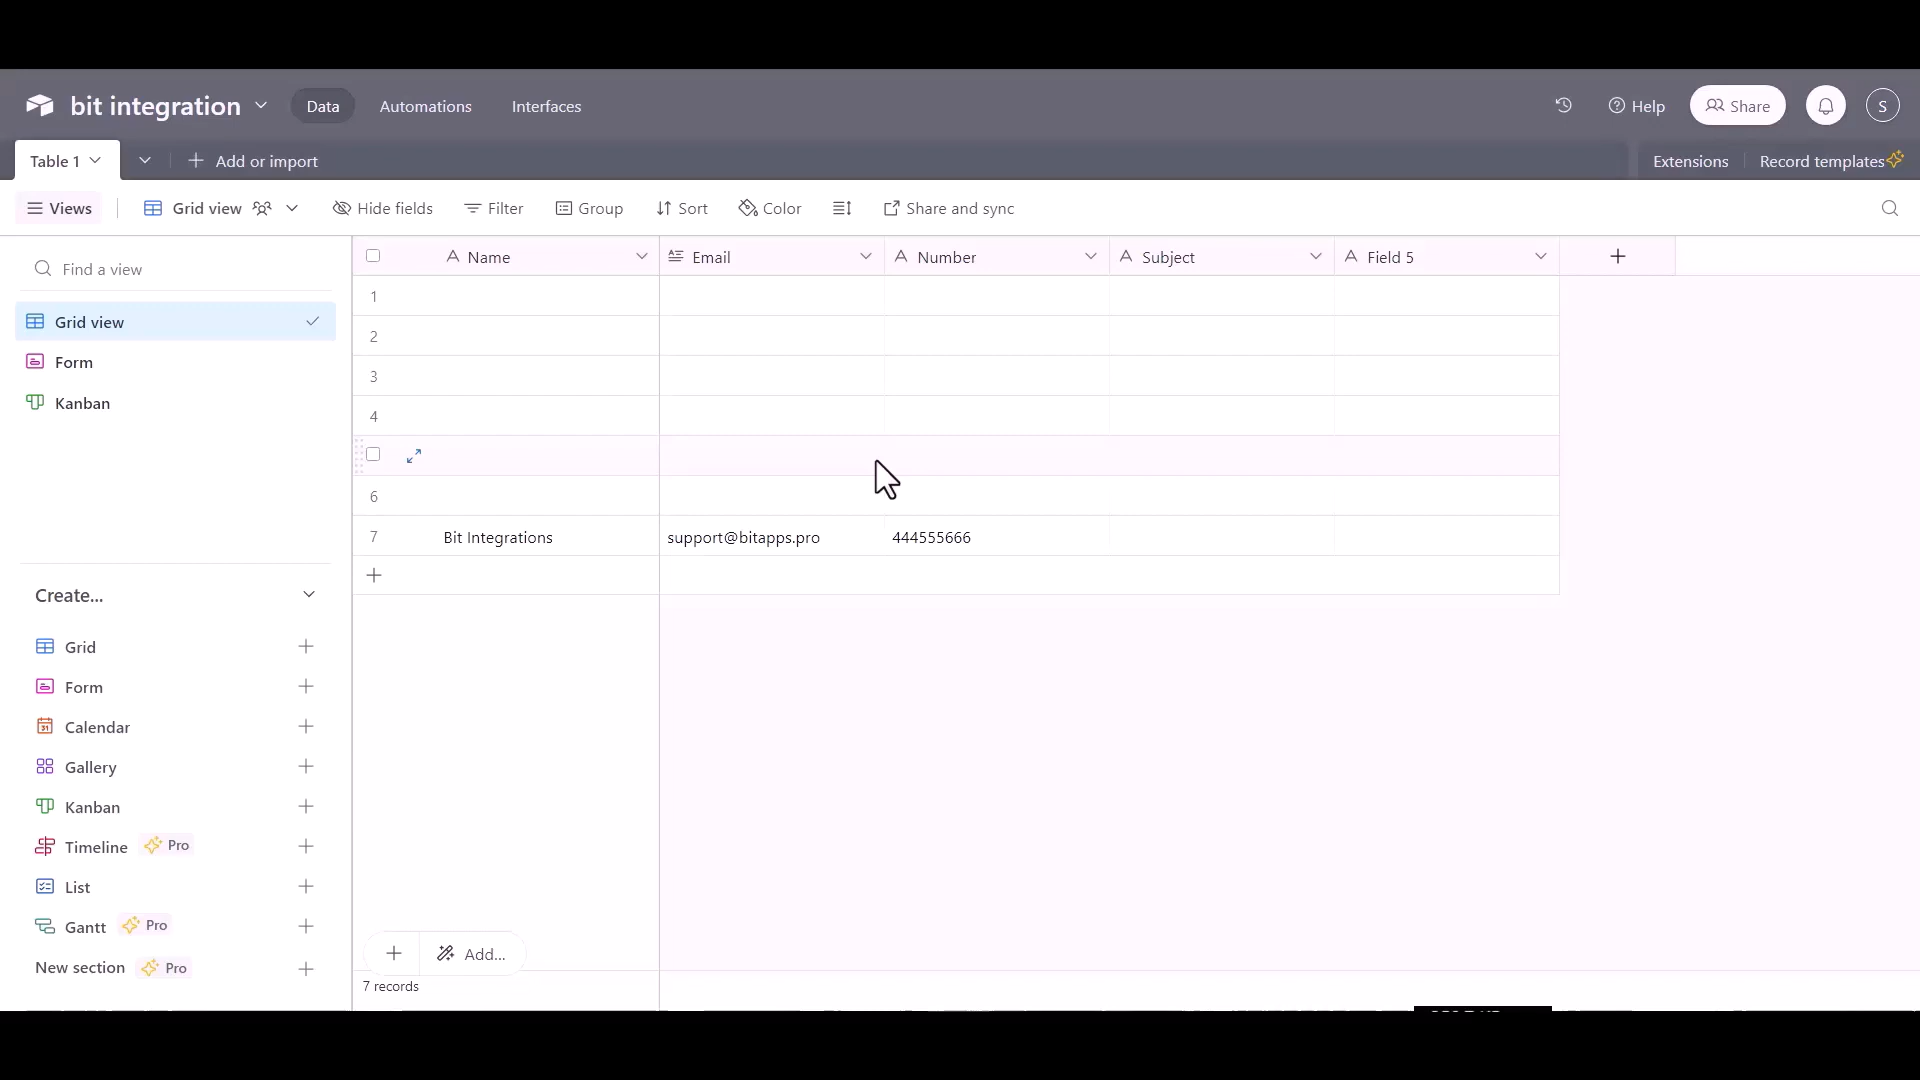 bit integration Data Automations Interfaces Help Share S
Table 1 Add or import Extensions Record templates
Views Grid view Hide fields Filter Group Sort Color Share and sync
Find a view
Name Email Number Subject Field 5
1
Grid view
2
Form
3
Kanban
4
6
7 Bit Integrations support@bitapps.pro 444555666
Create...
Grid
Form
31
Calendar
Gallery
Kanban
Timeline Pro
List
Gantt Pro
New section Pro
Add...
7 records